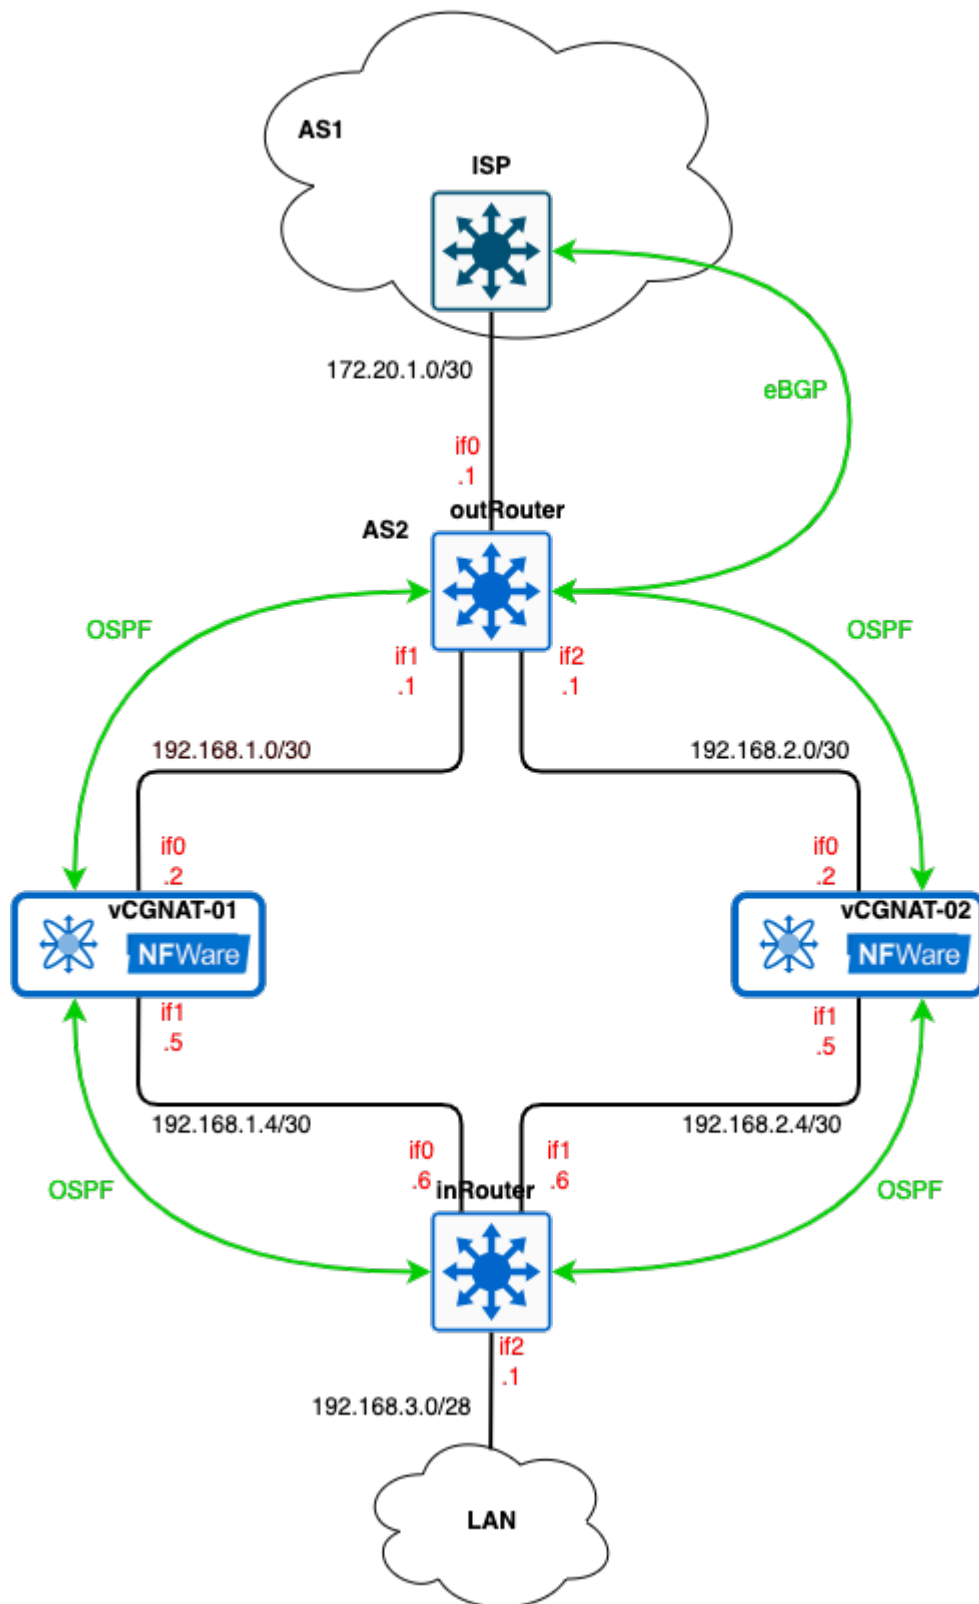 AS1
ISP
172.20.1.0/30
eBGP
if0
.1
outRouter
AS2
OSPF
OSPF
if1
.1
if2
.1
192.168.1.0/30
192.168.2.0/30
if0
.2
if0
.2
vCGNAT-01
NFWare
vCGNAT-02
NFWare
if1
.5
if1
.5
192.168.1.4/30
192.168.2.4/30
if0
.6
if1
.6
OSPF
inRouter
OSPF
if2
.1
192.168.3.0/28
LAN